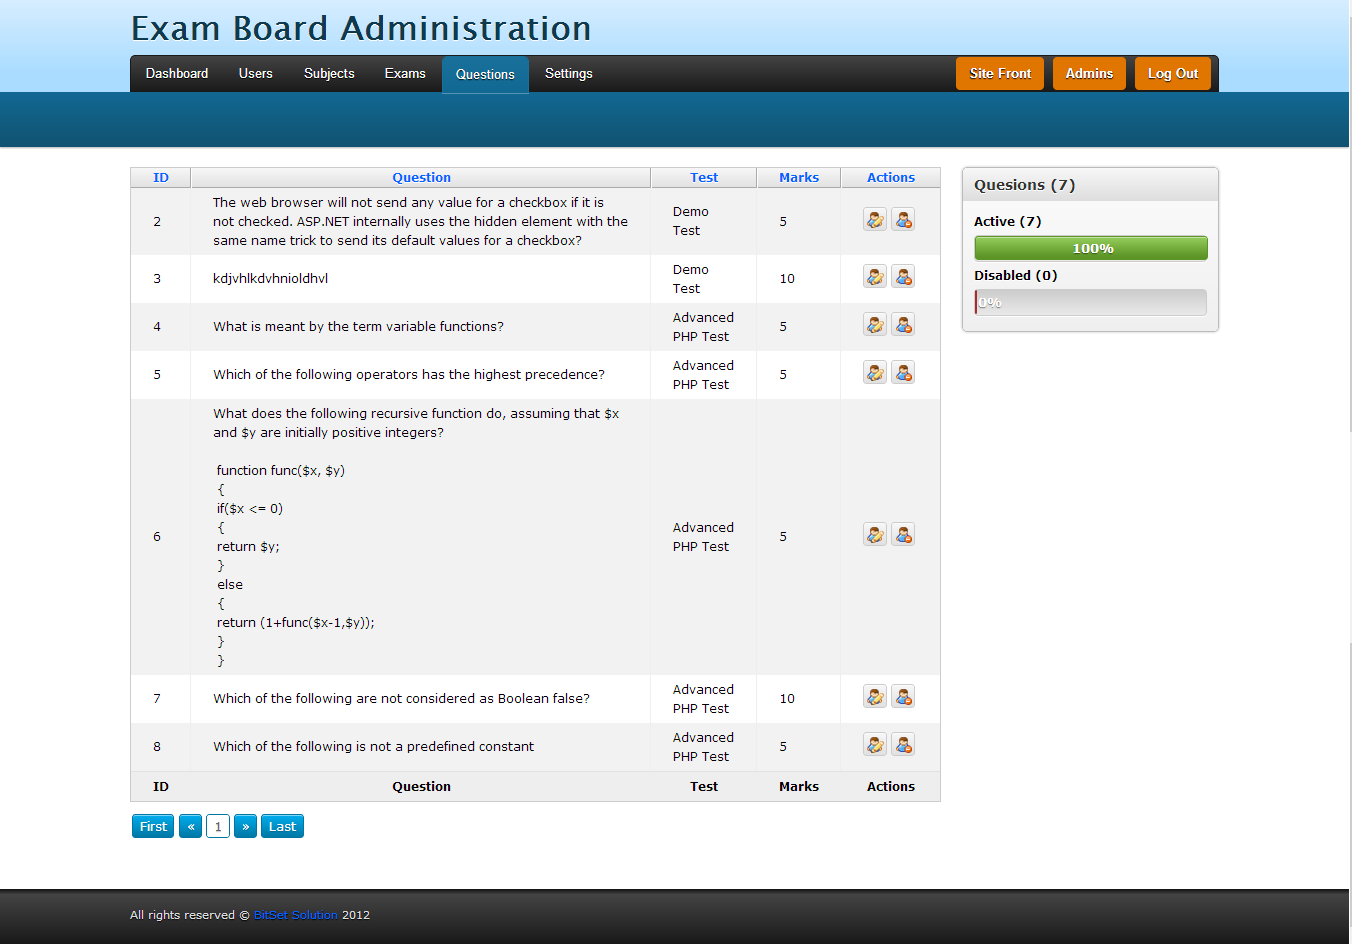 Exam Board Administration
Dashboard Users Subjects Exams Questions Settings Site Front Admins Log Out
ID Question Test Marks Actions
2 The web browser will not send any value for a checkbox if it is
not checked. ASP.NET internally uses the hidden element with the
same name trick to send its default values for a checkbox? Demo
Test 5
3 kdjvhlkdvhnioldhvl Demo
Test 10
4 What is meant by the term variable functions? Advanced
PHP Test 5
5 Which of the following operators has the highest precedence? Advanced
PHP Test 5
6 What does the following recursive function do, assuming that $x
and $y are initially positive integers?
function func($x, $y)
{
if($x <= 0)
{
return $y;
}
else
{
return (1+func($x-1,$y));
}
}
Advanced
PHP Test 5
7 Which of the following are not considered as Boolean false? Advanced
PHP Test 10
8 Which of the following is not a predefined constant Advanced
PHP Test 5
ID Question Test Marks Actions
First « 1 » Last
Quesions (7)
Active (7)
100%
Disabled (0)
0%
All rights reserved © BitSet Solution 2012